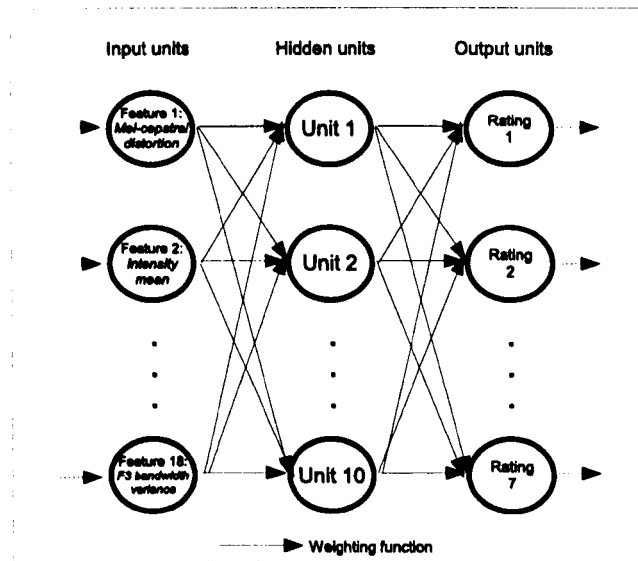 Input units
Hidden units
Output units
Feature 1:
Mel-cepstral
distortion
Unit 1
Rating
1
Feature 2:
Intensity
mean
Unit 2
Rating
2
Feature 18:
F3 bandwidth
variance
Unit 10
Rating
7
Weighting function